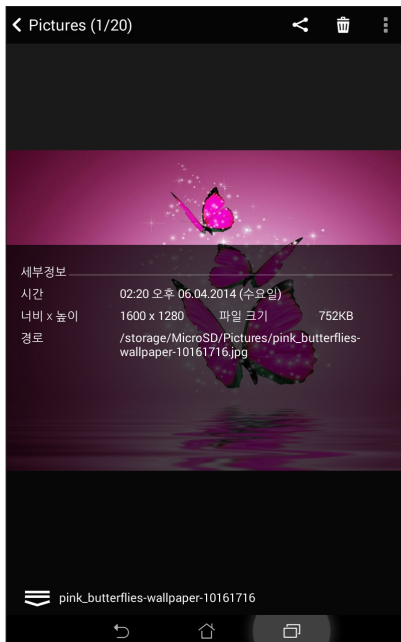 Pictures (1/20)
세부정보
시간 02:20 오후 06.04.2014 (수요일)
너비 x 높이 1600 x 1280 파일 크기 752KB
경로 /storage/MicroSD/Pictures/pink_butterflies-
wallpaper-10161716.jpg
pink_butterflies-wallpaper-10161716